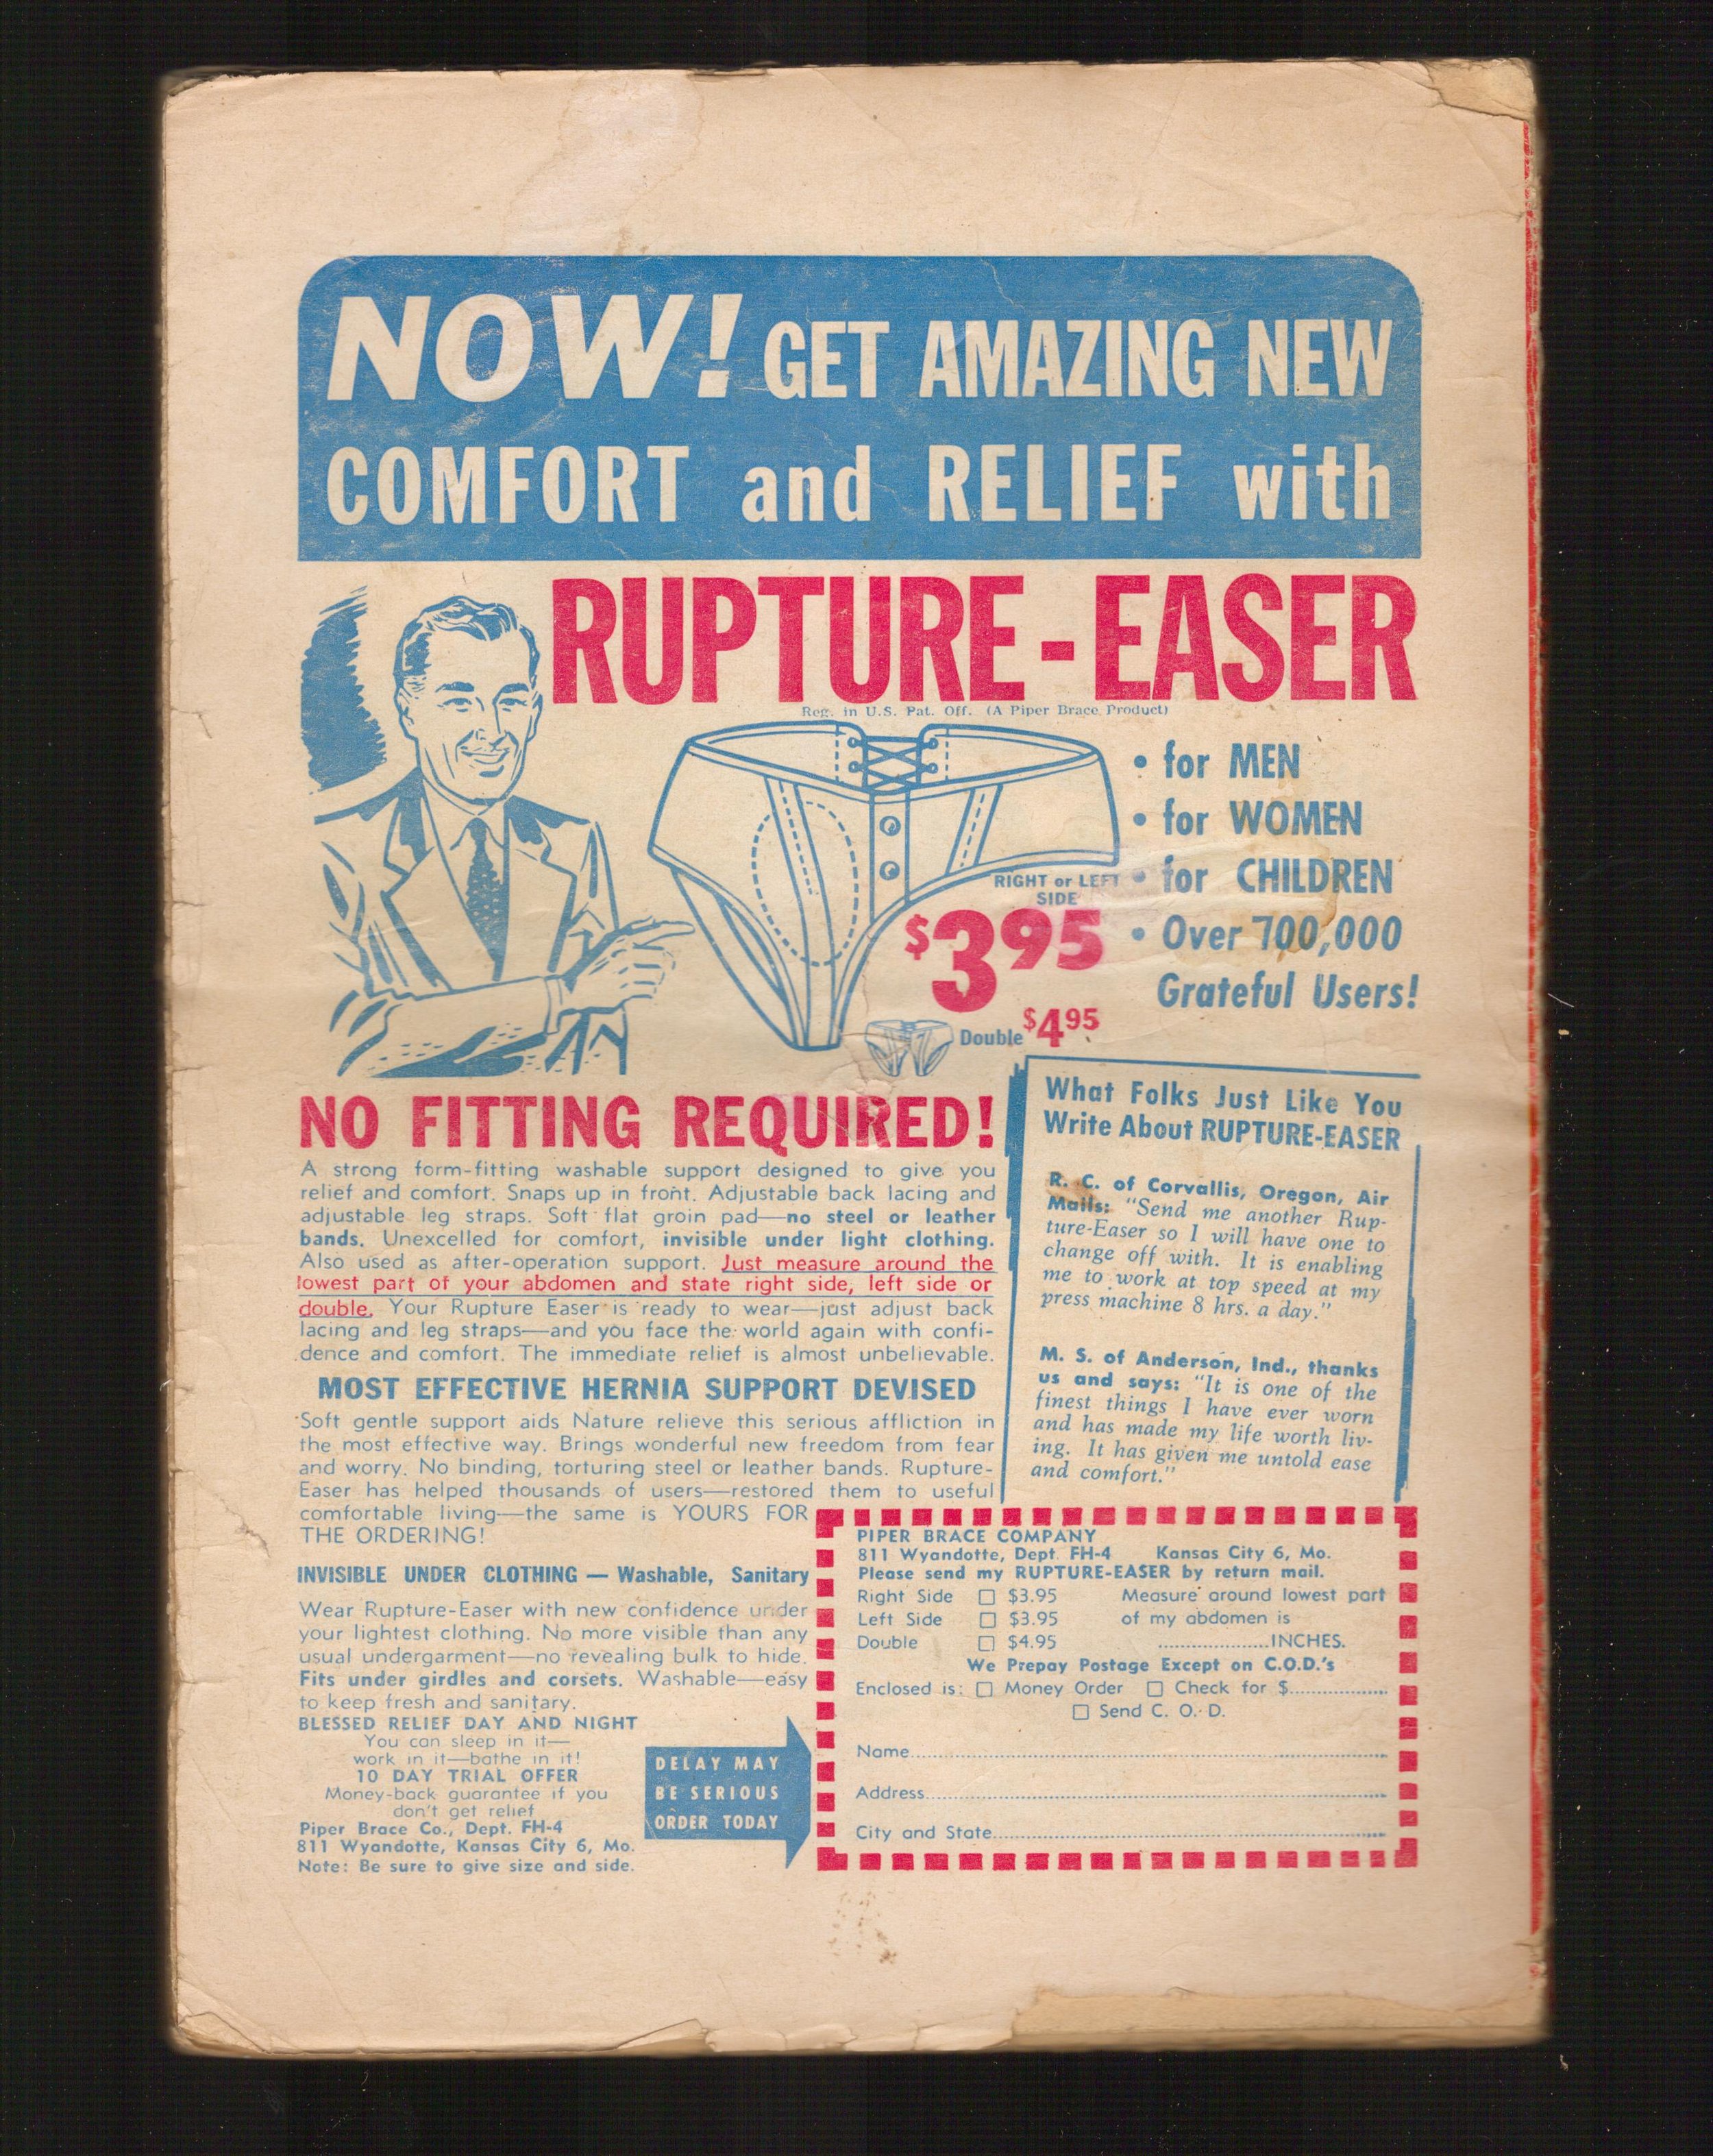 NOW! GET AMAZING NEW
COMFORT and RELIEF with
RUPTURE-EASER
Reg. in U.S. Pat. Off. (A Piper Brace Product)
• for MEN
• for WOMEN
• for CHILDREN
• Over 700,000
Grateful Users!
RIGHT or LEFT
SIDE
$3 95
Double $4 95
NO FITTING REQUIRED!
A strong form-fitting washable support designed to give you
relief and comfort. Snaps up in front. Adjustable back lacing and
adjustable leg straps. Soft flat groin pad—no steel or leather
bands. Unexcelled for comfort, invisible under light clothing.
Also used as after-operation support. Just measure around the
lowest part of your abdomen and state right side, left side or
double. Your Rupture Easer is ready to wear—just adjust back
lacing and leg straps—and you face the world again with confi-
dence and comfort. The immediate relief is almost unbelievable.
MOST EFFECTIVE HERNIA SUPPORT DEVISED
Soft gentle support aids Nature relieve this serious affliction in
the most effective way. Brings wonderful new freedom from fear
and worry. No binding, torturing steel or leather bands. Rupture-
Easer has helped thousands of users—restored them to useful
comfortable living—the same is YOURS FOR
THE ORDERING!
INVISIBLE UNDER CLOTHING — Washable, Sanitary
Wear Rupture-Easer with new confidence under
your lightest clothing. No more visible than any
usual undergarment—no revealing bulk to hide.
Fits under girdles and corsets. Washable—easy
to keep fresh and sanitary.
BLESSED RELIEF DAY AND NIGHT
You can sleep in it—
work in it—bathe in it!
10 DAY TRIAL OFFER
Money-back guarantee if you
don't get relief
Piper Brace Co., Dept. FH-4
811 Wyandotte, Kansas City 6, Mo.
Note: Be sure to give size and side.
DELAY MAY
BE SERIOUS
ORDER TODAY
What Folks Just Like You
Write About RUPTURE-EASER
R. C. of Corvallis, Oregon, Air
Mails: "Send me another Rup-
ture-Easer so I will have one to
change off with. It is enabling
me to work at top speed at my
press machine 8 hrs. a day."
M. S. of Anderson, Ind., thanks
us and says: "It is one of the
finest things I have ever worn
and has made my life worth liv-
ing. It has given me untold ease
and comfort."
PIPER BRACE COMPANY
811 Wyandotte, Dept. FH-4 Kansas City 6, Mo.
Please send my RUPTURE-EASER by return mail.
Right Side □ $3.95 Measure around lowest part
Left Side □ $3.95 of my abdomen is
Double □ $4.95 ....................INCHES.
We Prepay Postage Except on C.O.D.'s
Enclosed is: □ Money Order □ Check for $..................
□ Send C. O. D.
Name....................
Address....................
City and State....................